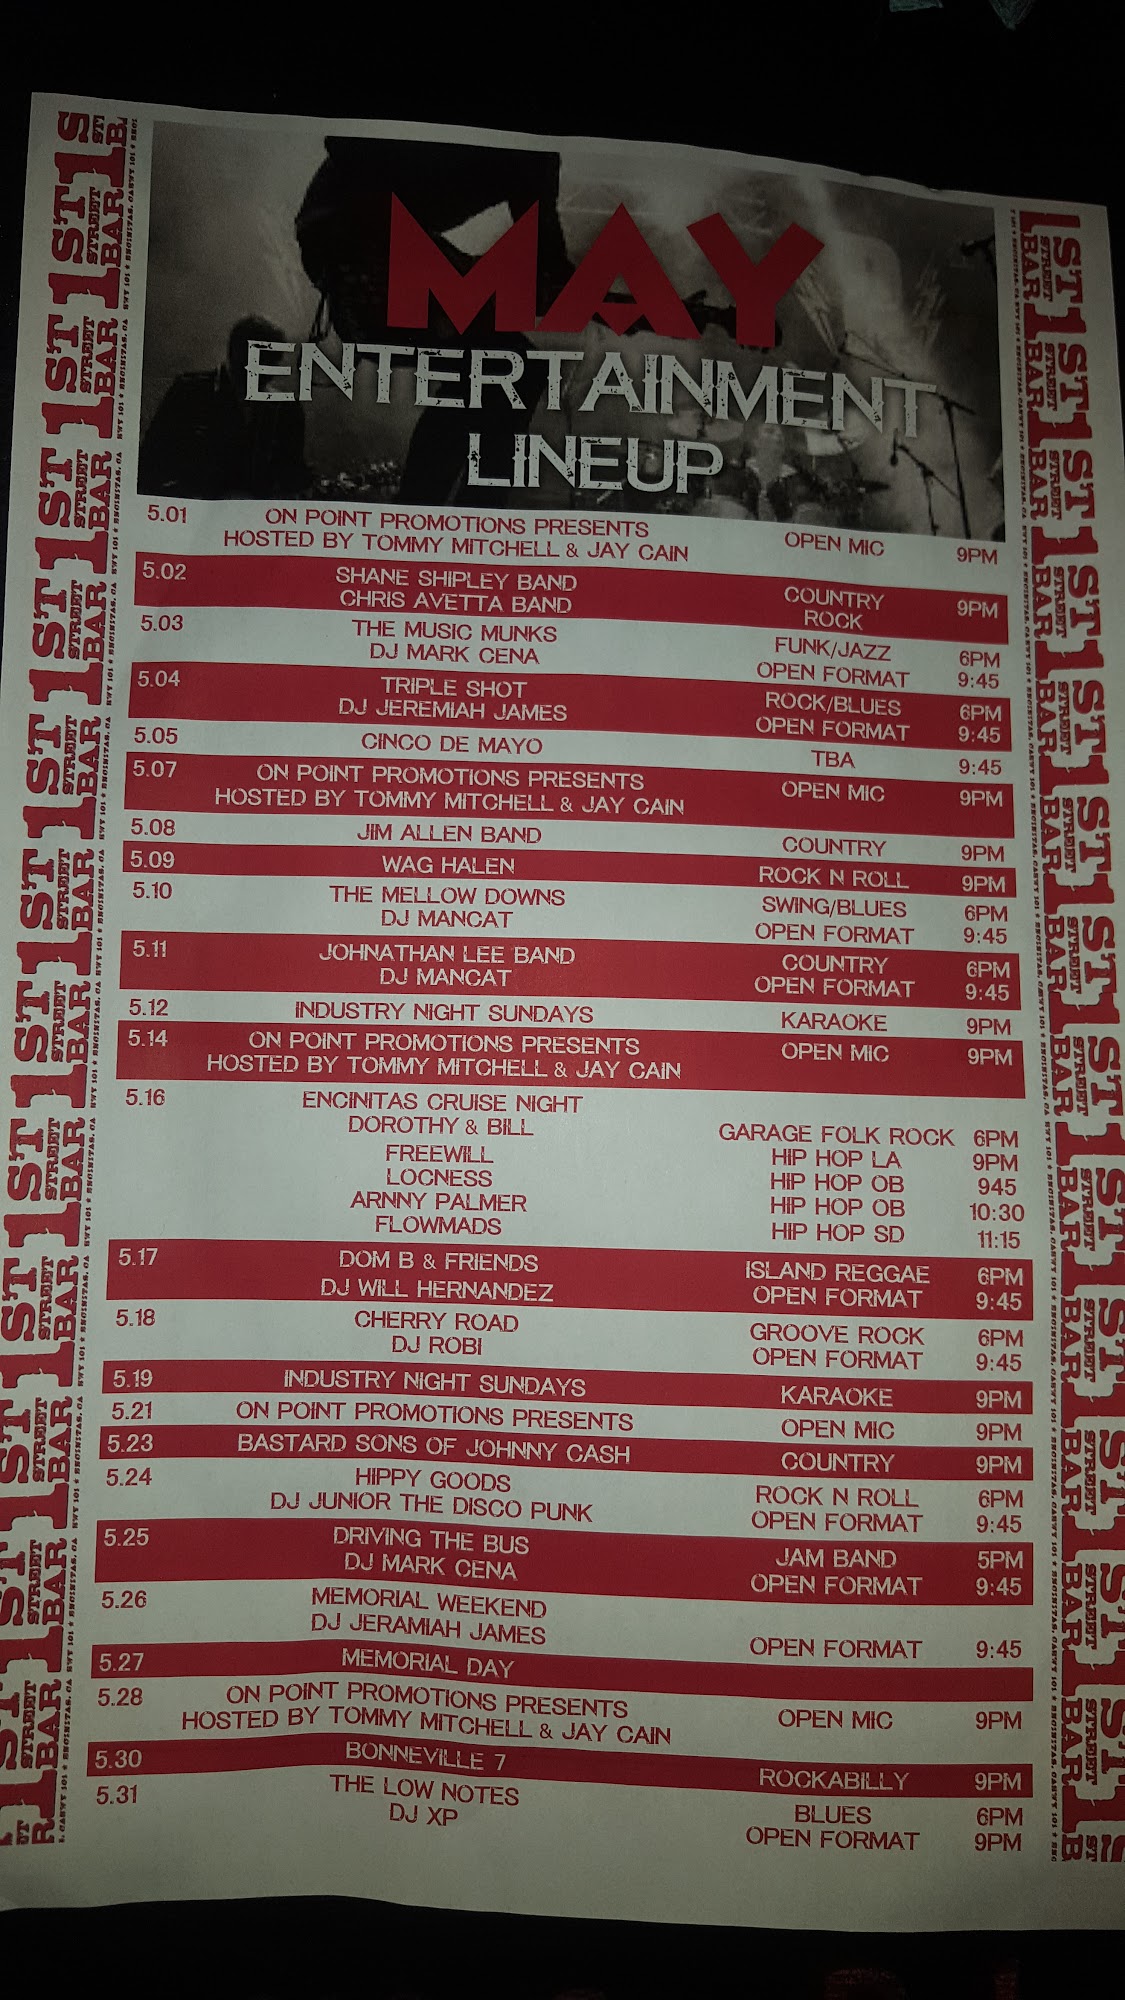 MAY
ENTERTAINMENT
LINEUP
5.01 ON POINT PROMOTIONS PRESENTS OPEN MIC 9PM
HOSTED BY TOMMY MITCHELL & JAY CAIN
5.02 SHANE SHIPLEY BAND COUNTRY 9PM
CHRIS AVETTA BAND ROCK
5.03 THE MUSIC MUNKS FUNK/JAZZ 6PM
DJ MARK CENA OPEN FORMAT 9:45
5.04 TRIPLE SHOT ROCK/BLUES 6PM
DJ JEREMIAH JAMES OPEN FORMAT 9:45
5.05 CINCO DE MAYO TBA 9:45
5.07 ON POINT PROMOTIONS PRESENTS OPEN MIC 9PM
HOSTED BY TOMMY MITCHELL & JAY CAIN
5.08 JIM ALLEN BAND COUNTRY 9PM
5.09 WAG HALEN ROCK N ROLL 9PM
5.10 THE MELLOW DOWNS SWING/BLUES 6PM
DJ MANCAT OPEN FORMAT 9:45
5.11 JOHNATHAN LEE BAND COUNTRY 6PM
DJ MANCAT OPEN FORMAT 9:45
5.12 INDUSTRY NIGHT SUNDAYS KARAOKE 9PM
5.14 ON POINT PROMOTIONS PRESENTS OPEN MIC 9PM
HOSTED BY TOMMY MITCHELL & JAY CAIN
5.16 ENCINITAS CRUISE NIGHT
DOROTHY & BILL GARAGE FOLK ROCK 6PM
FREEWILL HIP HOP LA 9PM
LOCNESS HIP HOP OB 945
ARNNY PALMER HIP HOP OB 10:30
FLOWMADS HIP HOP SD 11:15
5.17 DOM B & FRIENDS ISLAND REGGAE 6PM
DJ WILL HERNANDEZ OPEN FORMAT 9:45
5.18 CHERRY ROAD GROOVE ROCK 6PM
DJ ROBI OPEN FORMAT 9:45
5.19 INDUSTRY NIGHT SUNDAYS KARAOKE 9PM
5.21 ON POINT PROMOTIONS PRESENTS OPEN MIC 9PM
5.23 BASTARD SONS OF JOHNNY CASH COUNTRY 9PM
5.24 HIPPY GOODS ROCK N ROLL 6PM
DJ JUNIOR THE DISCO PUNK OPEN FORMAT 9:45
5.25 DRIVING THE BUS JAM BAND 5PM
DJ MARK CENA OPEN FORMAT 9:45
5.26 MEMORIAL WEEKEND
DJ JERAMIAH JAMES OPEN FORMAT 9:45
5.27 MEMORIAL DAY
5.28 ON POINT PROMOTIONS PRESENTS OPEN MIC 9PM
HOSTED BY TOMMY MITCHELL & JAY CAIN
5.30 BONNEVILLE 7 ROCKABILLY 9PM
5.31 THE LOW NOTES BLUES 6PM
DJ XP OPEN FORMAT 9PM
1ST STREET BAR
HWY 101 * ENCINITAS, CA